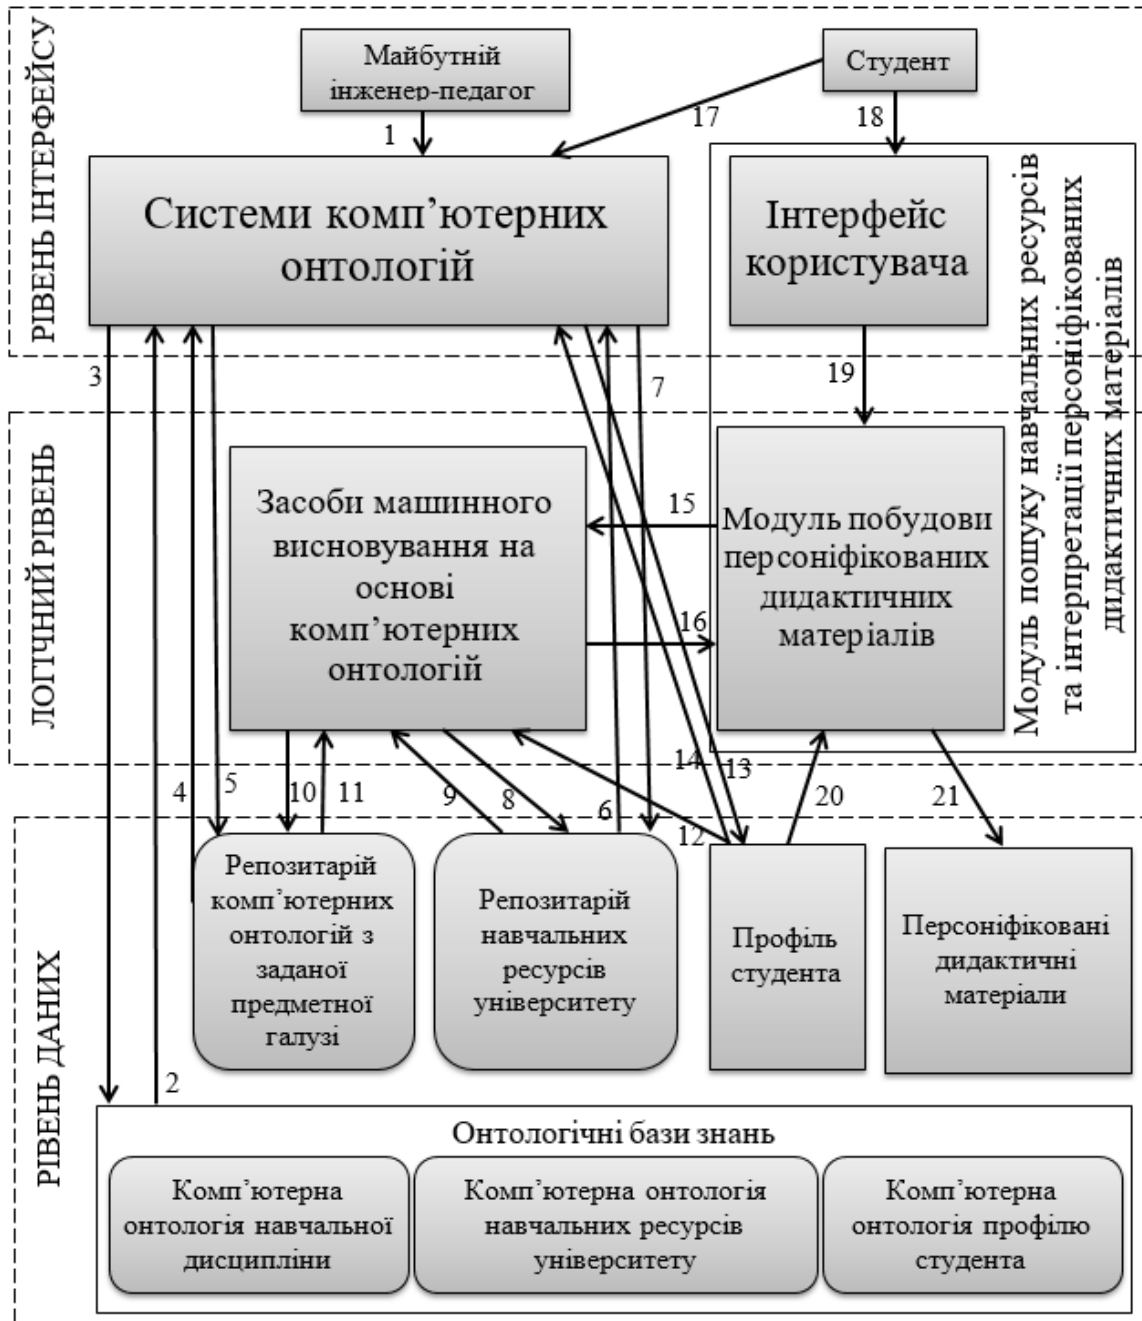 РІВЕНЬ ІНТЕРФЕЙСУ
Майбутній
інженер-педагог
Студент
1
17
18
Системи комп’ютерних
онтологій
Інтерфейс
користувача
Модуль пошуку навчальних ресурсів
та інтерпретації персоніфікованих
дидактичних матеріалів
3
7
19
ЛОГІЧНИЙ РІВЕНЬ
Засоби машинного
висновування на
основі
комп’ютерних
онтологій
15
16
Модуль побудови
персоніфікованих
дидактичних
матеріалів
4
5
10
11
9
8
6
14
13
12
20
21
РІВЕНЬ ДАНИХ
Репозитарій
комп’ютерних
онтологій з
заданої
предметної
галузі
Репозитарій
навчальних
ресурсів
університету
Профіль
студента
Персоніфіковані
дидактичні
матеріали
2
Онтологічні бази знань
Комп’ютерна
онтологія навчальної
дисципліни
Комп’ютерна онтологія
навчальних ресурсів
університету
Комп’ютерна
онтологія профілю
студента